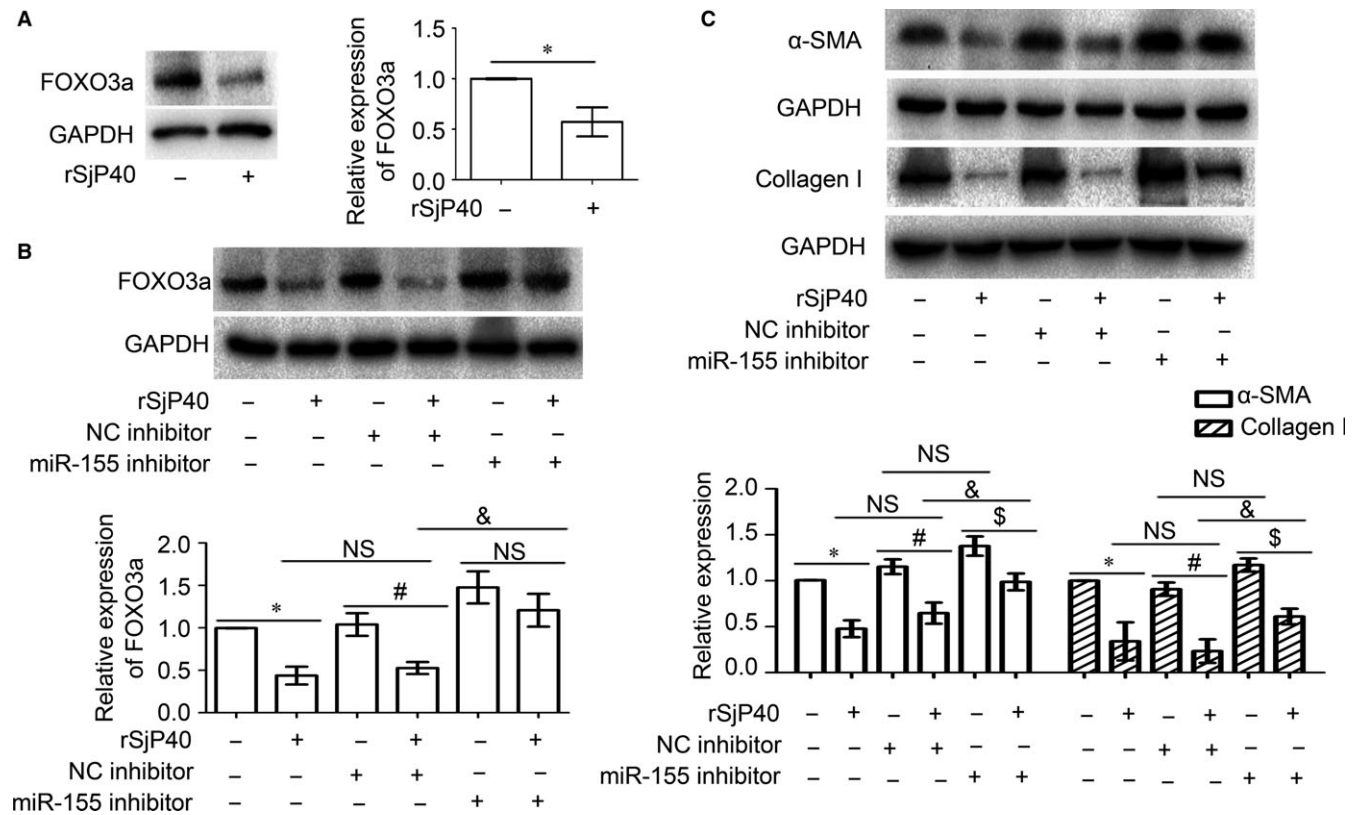 A
FOXO3a
GAPDH
rSjP40
– +
Relative expression
of FOXO3a
1.5
1.0
0.5
0.0
*
rSjP40 – +
B
FOXO3a
GAPDH
rSjP40 – + – + – +
NC inhibitor – – + + – –
miR-155 inhibitor – – – – + +
Relative expression
of FOXO3a
2.0
1.5
1.0
0.5
0.0
&
NS NS
* #
rSjP40 – + – + – +
NC inhibitor – – + + – –
miR-155 inhibitor – – – – + +
C
α-SMA
GAPDH
Collagen I
GAPDH
rSjP40 – + – + – +
NC inhibitor – – + + – –
miR-155 inhibitor – – – – + +
α-SMA
Collagen I
Relative expression
2.0
1.5
1.0
0.5
0.0
NS NS
& &
NS $ NS $
* # * #
rSjP40 – + – + – + – + – + – +
NC inhibitor – – + + – – – – + + – –
miR-155 inhibitor – – – – + + – – – – + +